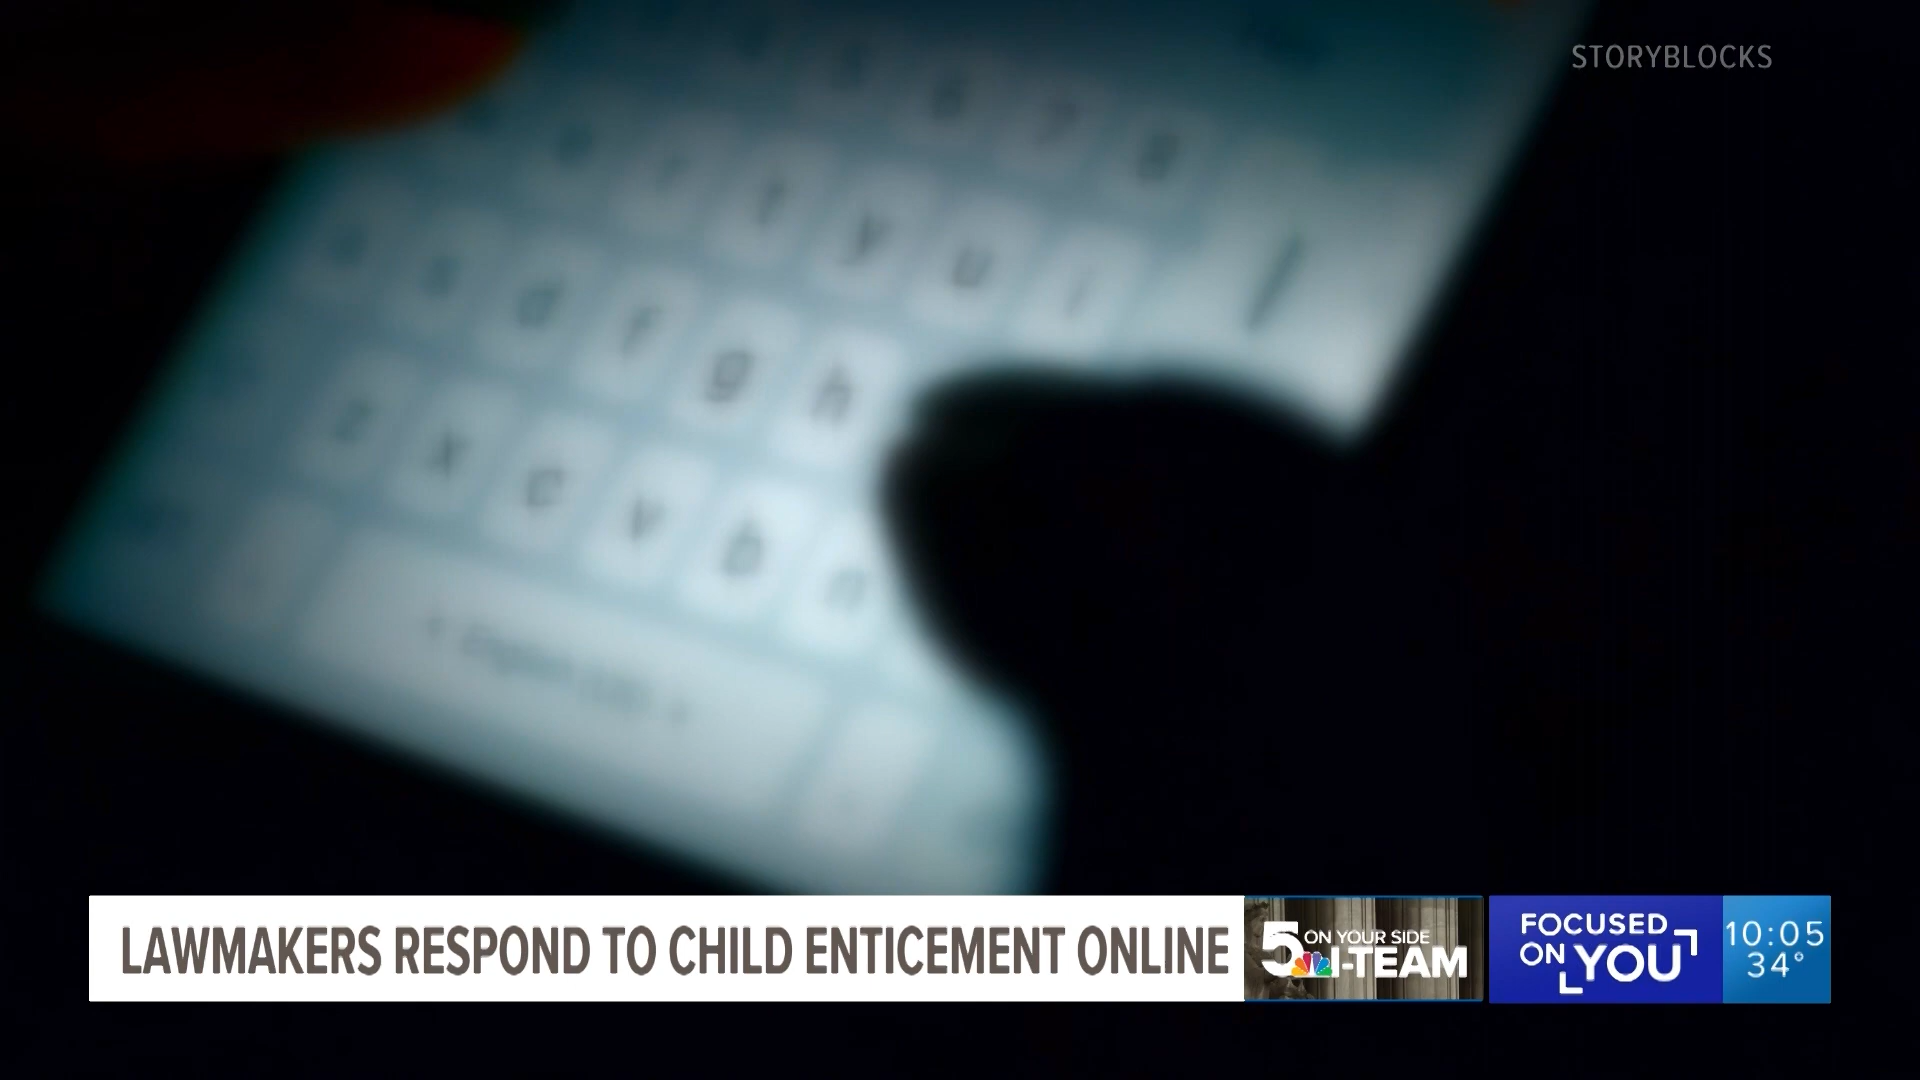 STORYBLOCKS
t y u i
d f g h
z x c v b n
LAWMAKERS RESPOND TO CHILD ENTICEMENT ONLINE
5 ON YOUR SIDE
I-TEAM
FOCUSED
ON YOU
10:05
34°